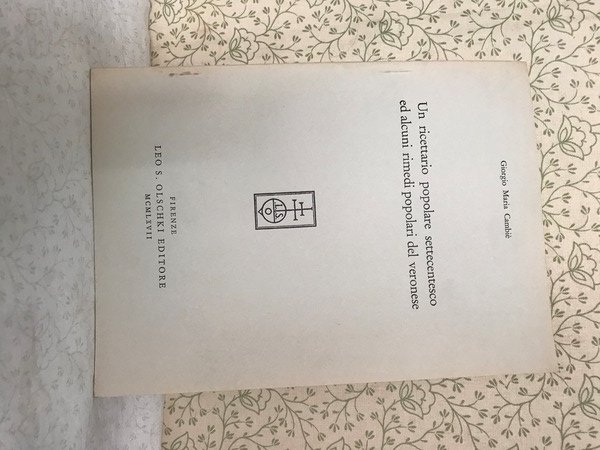 Giorgio Maria Cambiè
Un ricettario popolare settecentesco
ed alcuni rimedi popolari del veronese
FIRENZE
LEO S. OLSCHKI EDITORE
MCMLXVII